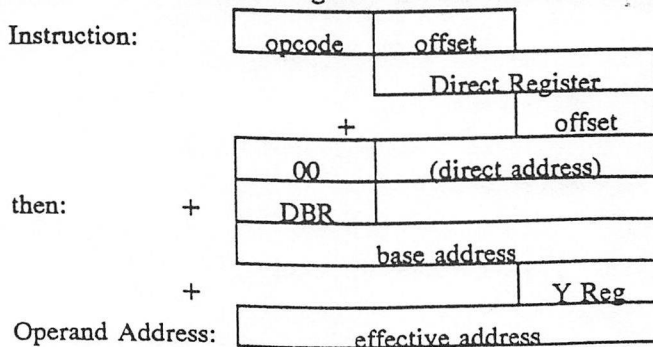 Instruction: opcode offset
Direct Register
+ offset
00 (direct address)
then: + DBR
base address
+ Y Reg
Operand Address: effective address